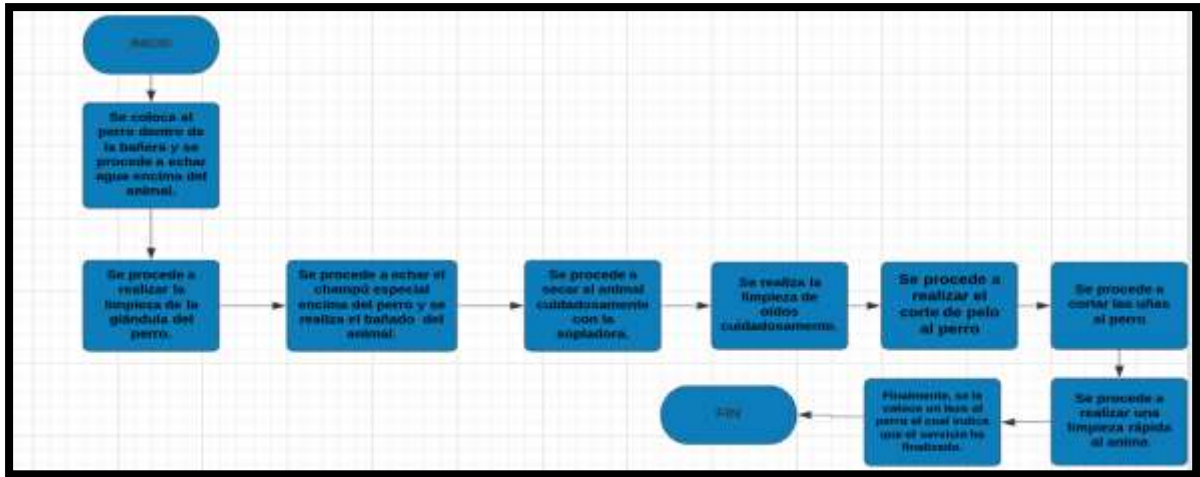 INICIO
Se coloca al
perro dentro de
la bañera y se
procede a echar
agua encima del
animal.
Se procede a
realizar la
limpieza de la
glándula del
perro.
Se procede a echar el
champú especial
encima del perro y se
realiza el bañado del
animal.
Se procede a
secar al animal
cuidadosamente
con la
sopladora.
Se realiza la
limpieza de
oídos
cuidadosamente.
Se procede a
realizar el
corte de pelo
al perro
Se procede a
cortar las uñas
al perro
Se procede a
realizar una
limpieza rápida
al anima
Finalmente, se le
coloca un lazo al
perro el cual indica
que el servicio ha
finalizado.
FIN